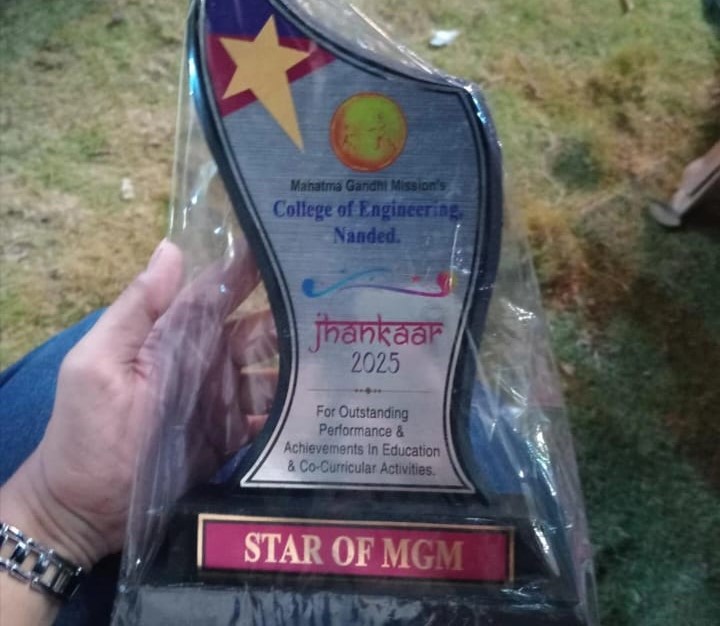 Mahatma Gandhi Mission's
College of Engineering,
Nanded.
jhankaar
2025
For Outstanding
Performance &
Achievements In Education
& Co-Curricular Activities.
STAR OF MGM